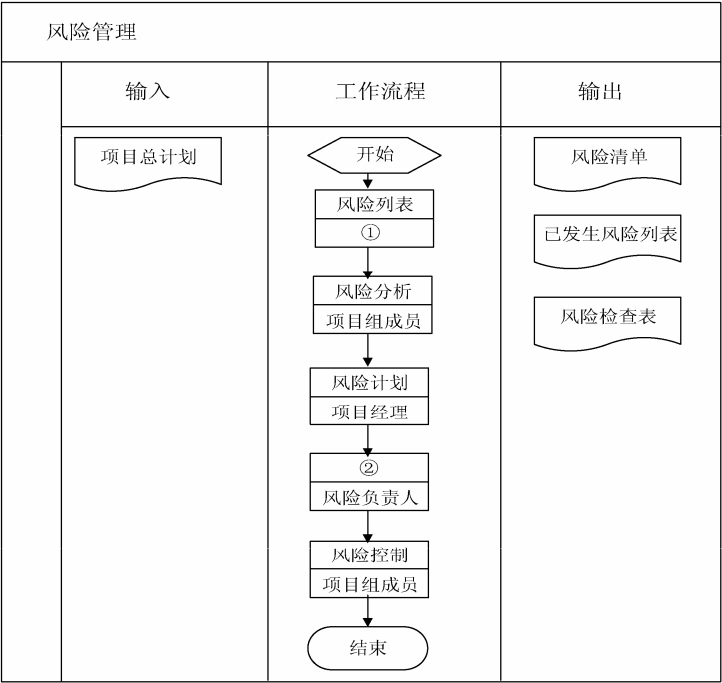 风险管理
输入
工作流程
输出
项目总计划
开始
风险列表
①
风险分析
项目组成员
风险计划
项目经理
②
风险负责人
风险控制
项目组成员
结束
风险清单
已发生风险列表
风险检查表